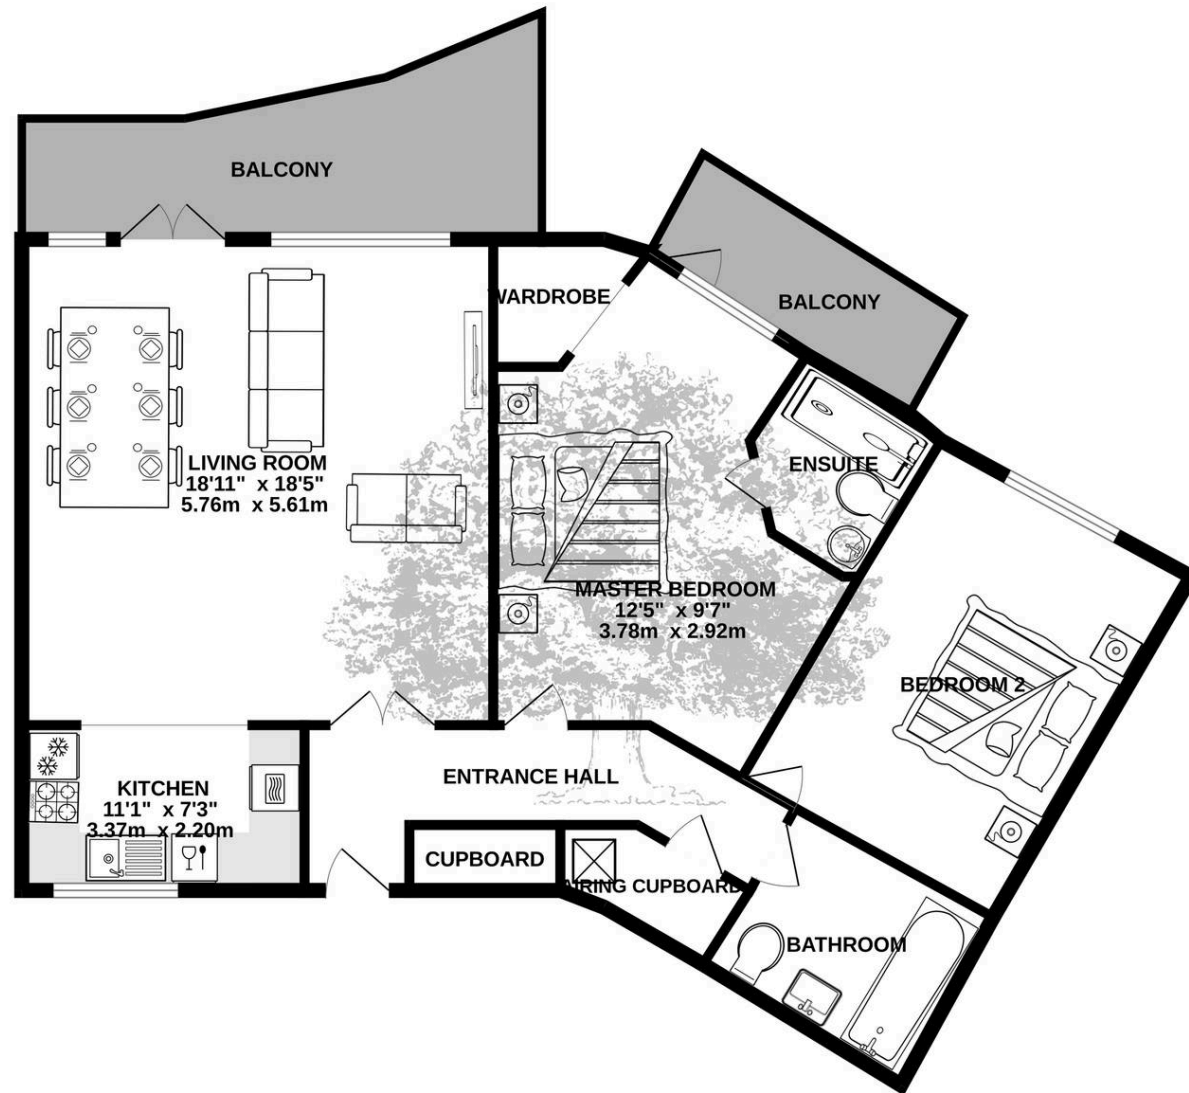 BALCONY
BALCONY
WARDROBE
LIVING ROOM
18'11" x 18'5"
5.76m x 5.61m
ENSUITE
MASTER BEDROOM
12'5" x 9'7"
3.78m x 2.92m
BEDROOM 2
KITCHEN
11'1" x 7'3"
3.37m x 2.20m
ENTRANCE HALL
CUPBOARD
AIRING CUPBOARD
BATHROOM